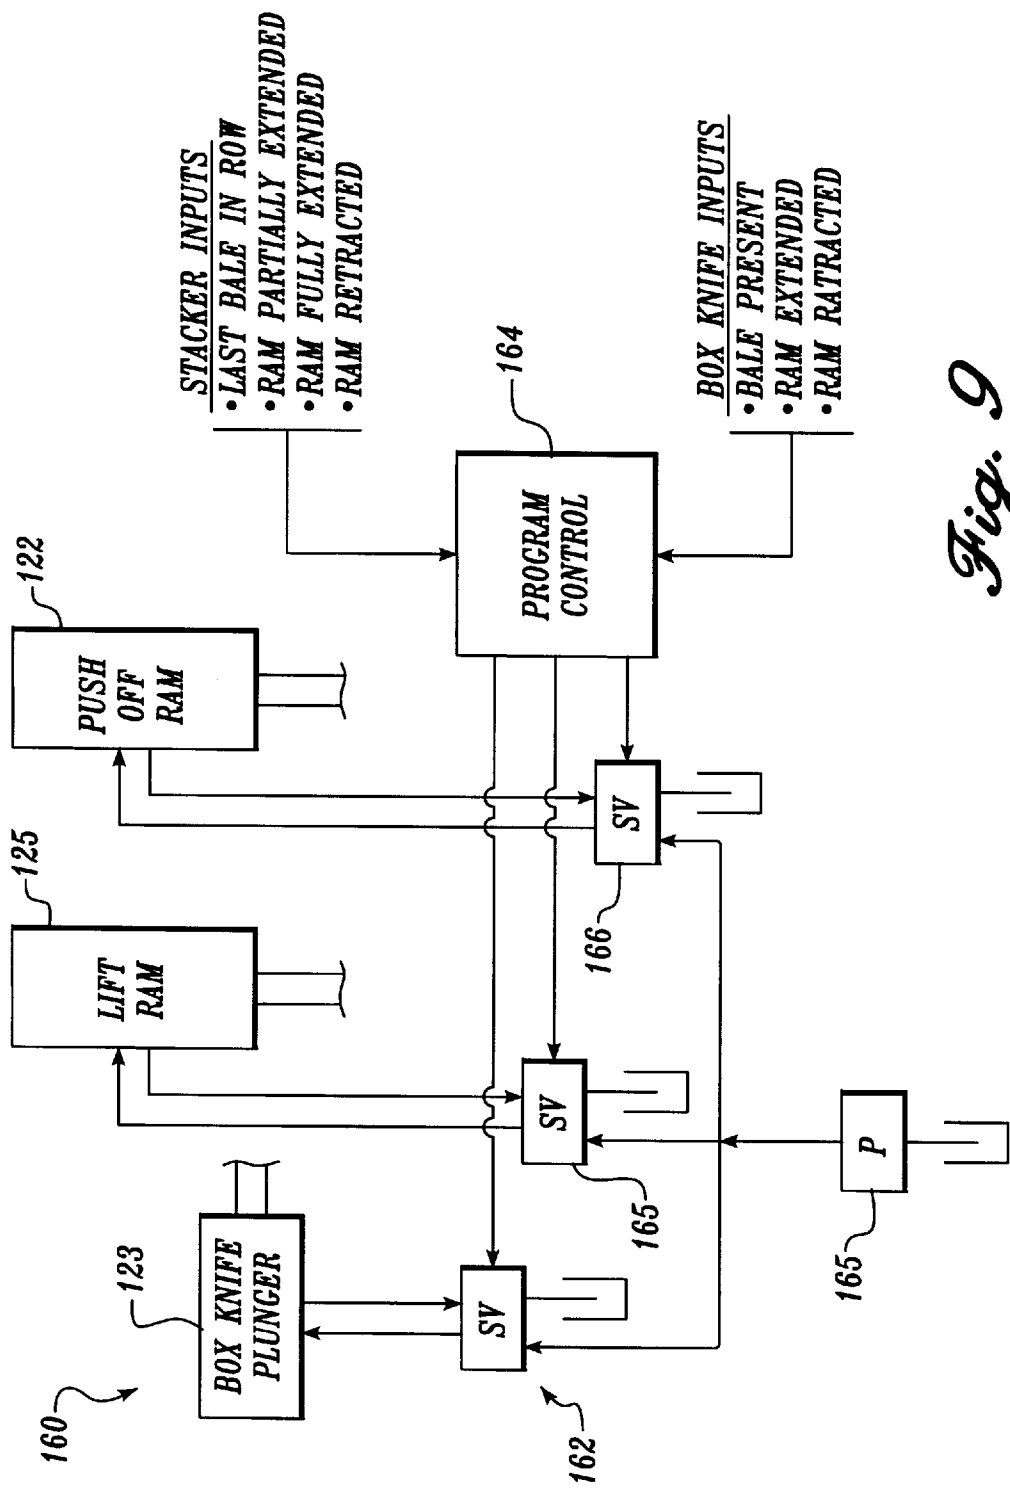 160
123
BOX KNIFE
PLUNGER
125
LIFT
RAM
122
PUSH
OFF
RAM
STACKER INPUTS
• LAST BALE IN ROW
• RAM PARTIALLY EXTENDED
• RAM FULLY EXTENDED
• RAM RETRACTED
164
PROGRAM
CONTROL
SV
162
SV
165
SV
166
BOX KNIFE INPUTS
• BALE PRESENT
• RAM EXTENDED
• RAM RATRACTED
P
165
Fig. 9